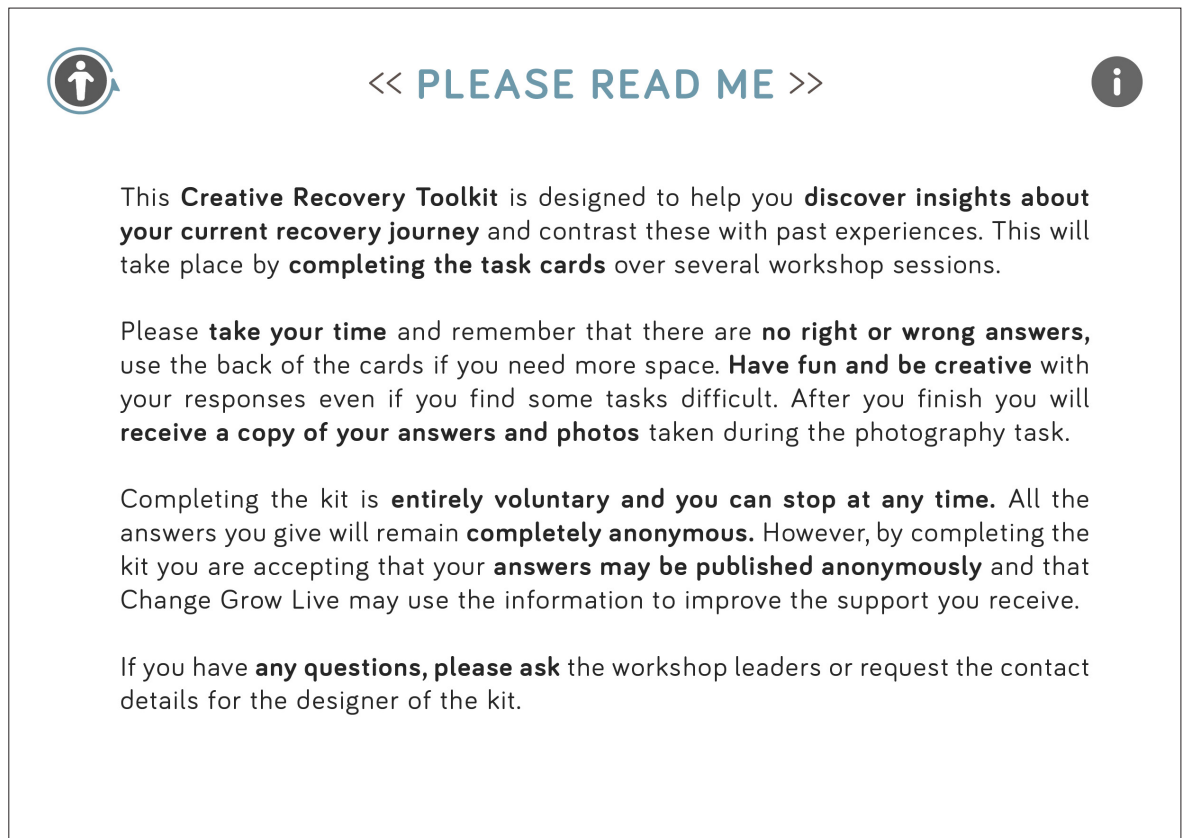 << PLEASE READ ME >>
This Creative Recovery Toolkit is designed to help you discover insights about
your current recovery journey and contrast these with past experiences. This will
take place by completing the task cards over several workshop sessions.
Please take your time and remember that there are no right or wrong answers,
use the back of the cards if you need more space. Have fun and be creative with
your responses even if you find some tasks difficult. After you finish you will
receive a copy of your answers and photos taken during the photography task.
Completing the kit is entirely voluntary and you can stop at any time. All the
answers you give will remain completely anonymous. However, by completing the
kit you are accepting that your answers may be published anonymously and that
Change Grow Live may use the information to improve the support you receive.
If you have any questions, please ask the workshop leaders or request the contact
details for the designer of the kit.